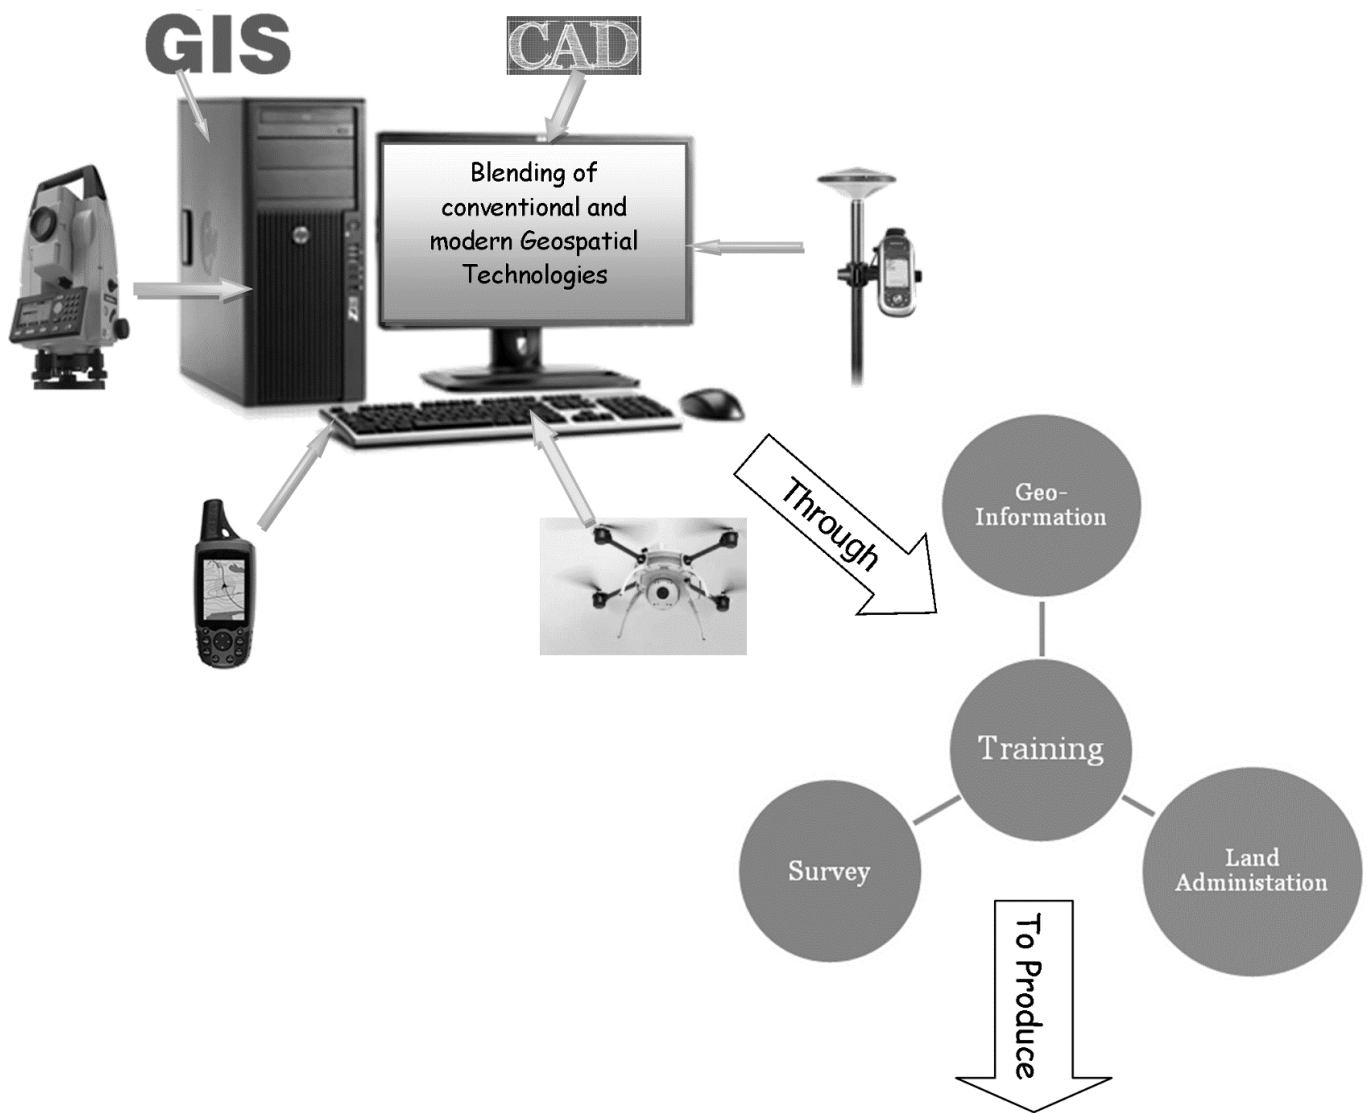 GIS
CAD
Blending of
conventional and
modern Geospatial
Technologies
Through
Geo-
Information
Training
Survey
Land
Administation
To Produce